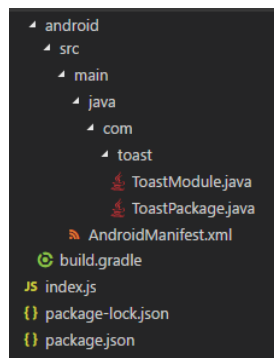 android
src
main
java
com
toast
ToastModule.java
ToastPackage.java
AndroidManifest.xml
build.gradle
JS index.js
{} package-lock.json
{} package.json